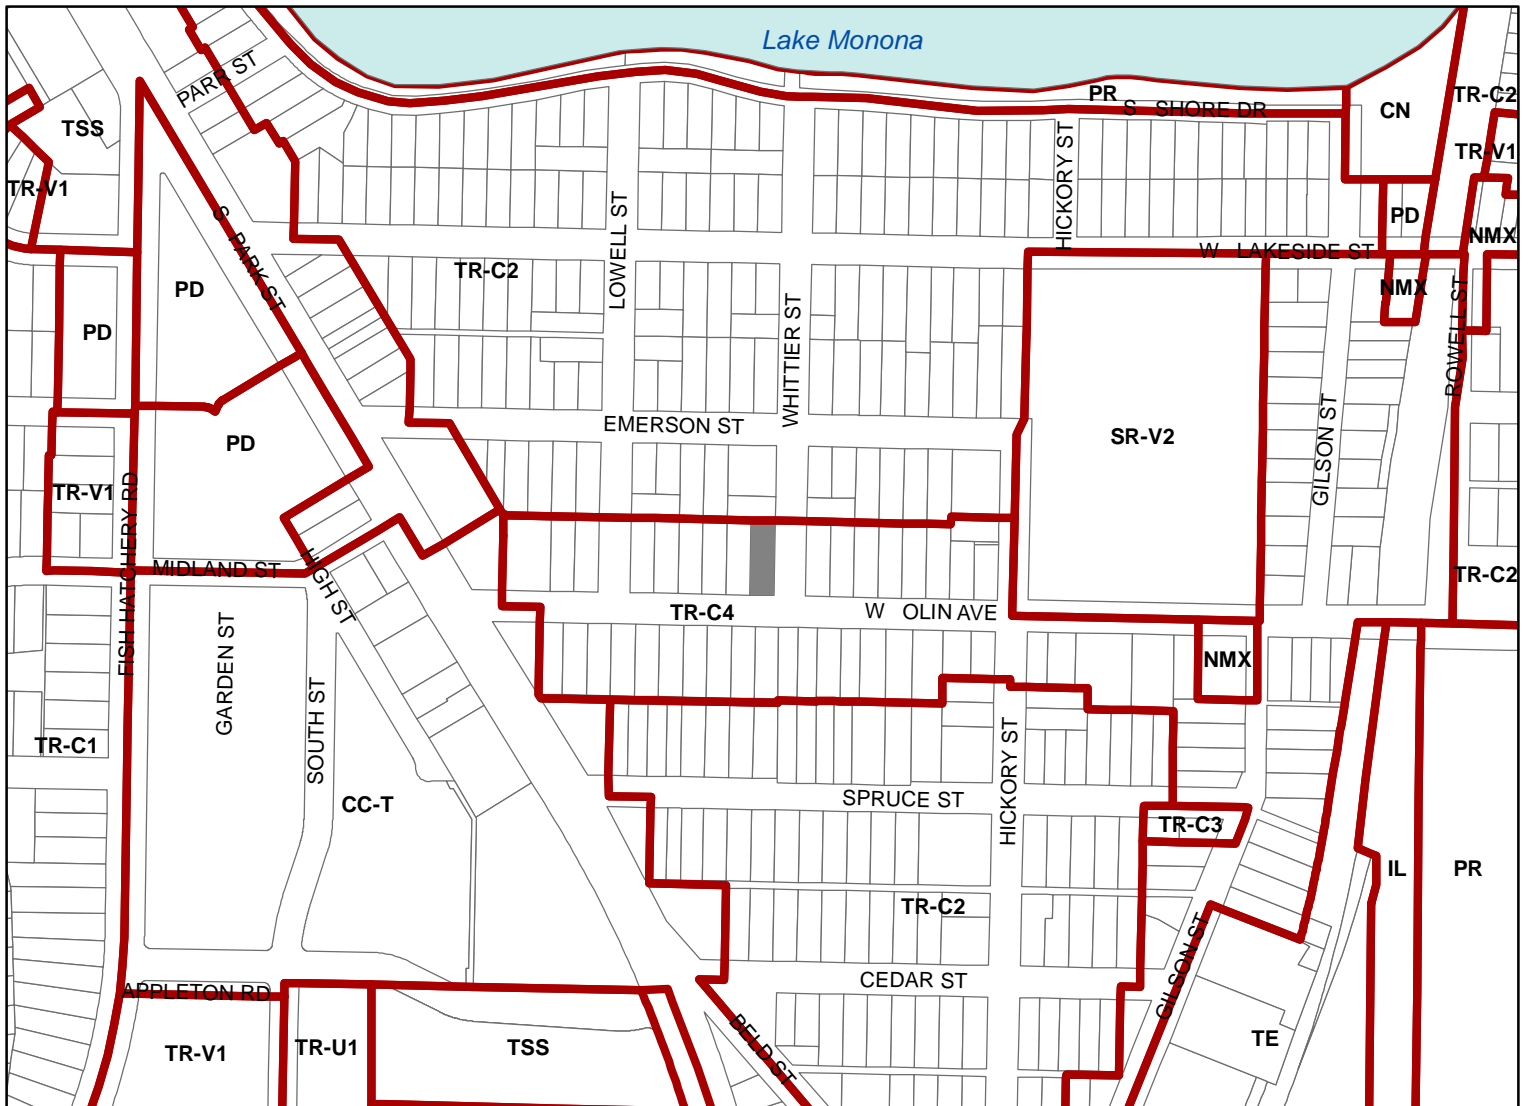 Lake Monona
PARR ST
PR
S SHORE DR
CN
TR-C2
TSS
HICKORY ST
TR-V1
TR-V1
S PARK ST
LOWELL ST
PD
NMX
W LAKESIDE ST
TR-C2
PD
NMX
PD
WHITTIER ST
ROWELL ST
EMERSON ST
SR-V2
GILSON ST
PD
TR-V1
FISH HATCHERY RD
MIDLAND ST
HIGH ST
TR-C2
TR-C4
W OLIN AVE
GARDEN ST
NMX
SOUTH ST
TR-C1
HICKORY ST
CC-T
SPRUCE ST
TR-C3
IL
PR
TR-C2
GILSON ST
CEDAR ST
APPLETON RD
BELD ST
TR-V1
TR-U1
TSS
TE